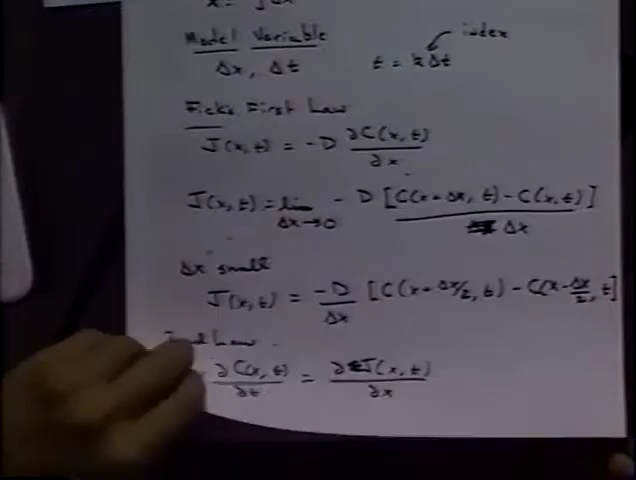 Model Variable
Δx, Δt t = kΔt index
Ficks First Law
J(x,t) = -D ∂C(x,t)/∂x
J(x,t) = lim Δx→0 - D [C(x+Δx, t) - C(x,t)]/Δx
Δx small
J(x,t) = -D/Δx [C(x+Δx/2, t) - C(x-Δx/2, t]
Law
∂C(x,t)/∂t = ∂J(x,t)/∂x